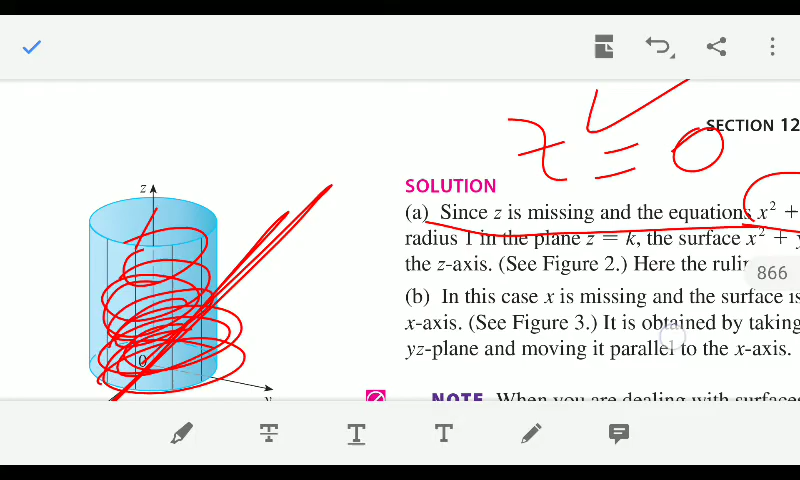 z = 0
SECTION 12
SOLUTION
(a) Since z is missing and the equations x² +
radius 1 in the plane z = k, the surface x² +
the z-axis. (See Figure 2.) Here the rulin
866
(b) In this case x is missing and the surface is
x-axis. (See Figure 3.) It is obtained by taking
yz-plane and moving it parallel to the x-axis.
NOTE When you are dealing with surfaces
z
0
T T T